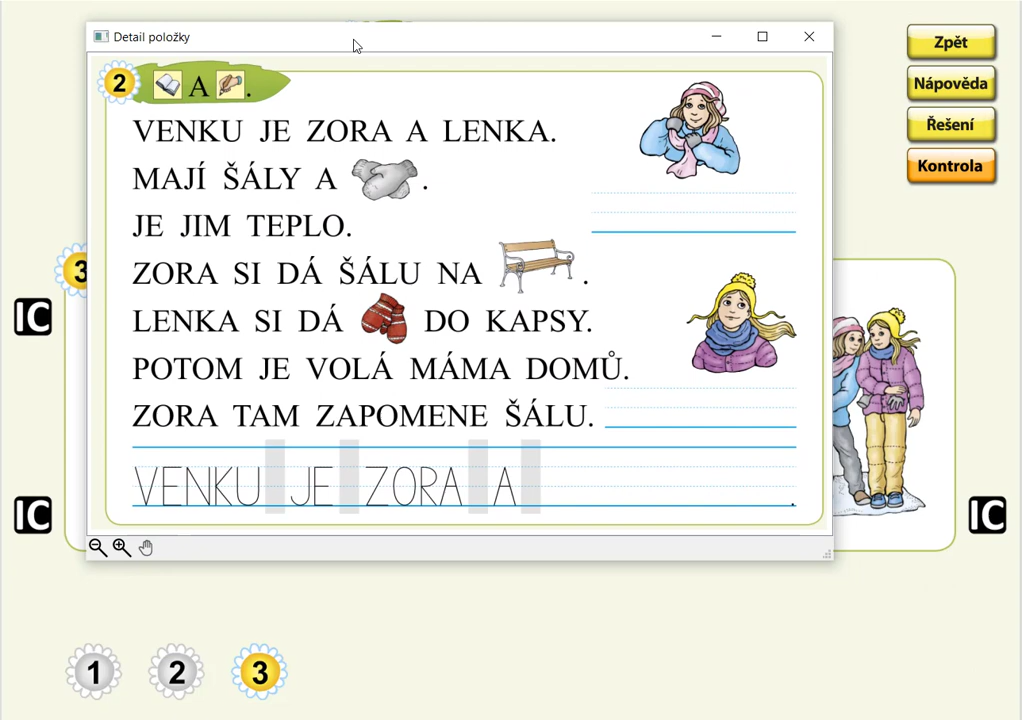 Detail položky
2 A .
VENKU JE ZORA A LENKA.
MAJÍ ŠÁLY A .
JE JIM TEPLO.
ZORA SI DÁ ŠÁLU NA .
LENKA SI DÁ DO KAPSY.
POTOM JE VOLÁ MÁMA DOMŮ.
ZORA TAM ZAPOMENE ŠÁLU.
VENKU JE ZORA A .
Zpět
Nápověda
Řešení
Kontrola
3
IC
IC
IC
1 2 3